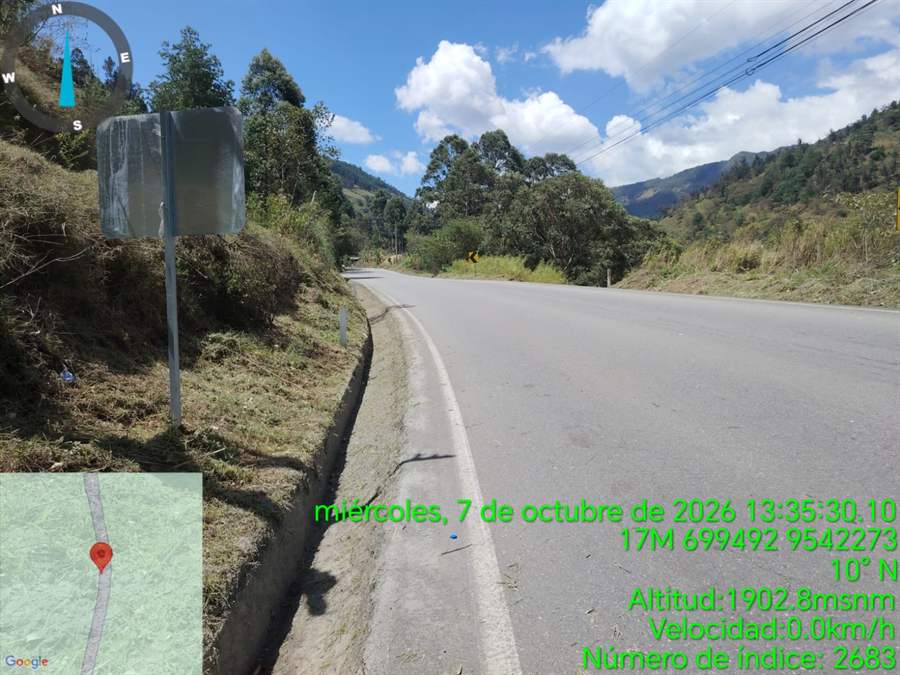 N
E
W
S
miércoles, 7 de octubre de 2026 13:35:30.10
17M 699492 9542273
10° N
Altitud:1902.8msnm
Velocidad:0.0km/h
Número de índice: 2683
Google